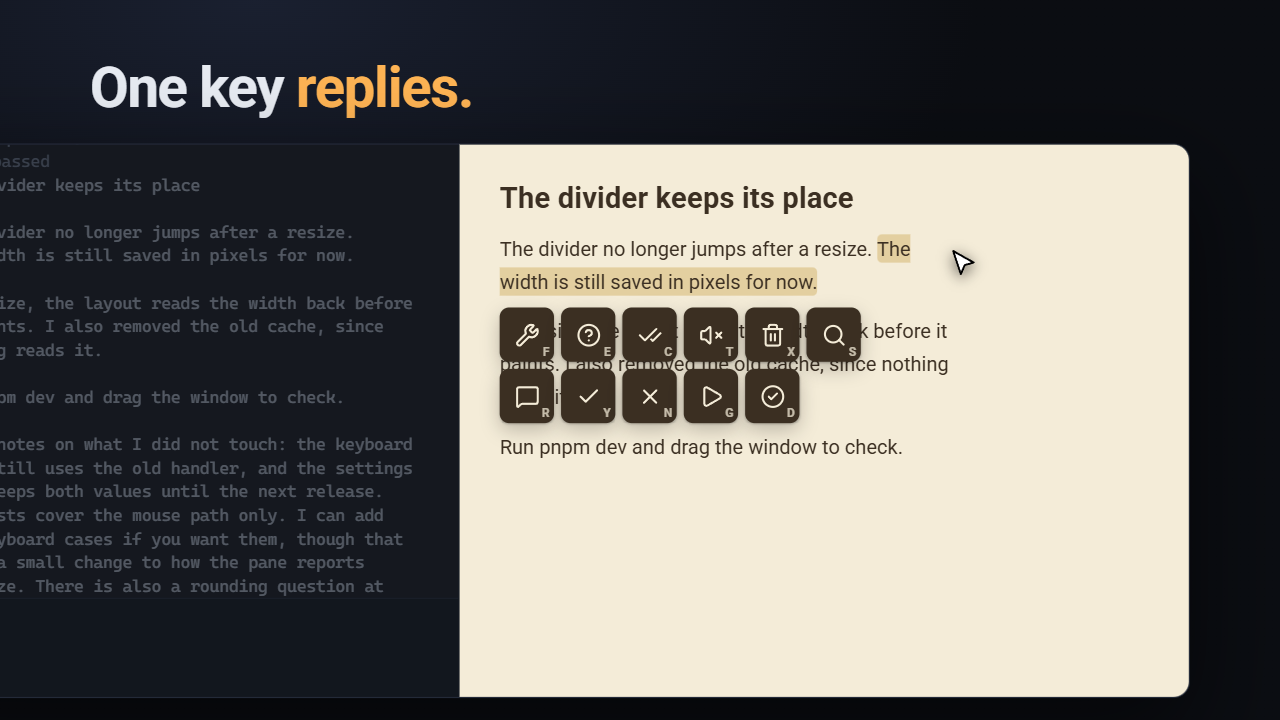 One key replies.
passed
vider keeps its place
vider no longer jumps after a resize.
dth is still saved in pixels for now.
ize, the layout reads the width back before
nts. I also removed the old cache, since
g reads it.
pm dev and drag the window to check.
notes on what I did not touch: the keyboard
till uses the old handler, and the settings
eeps both values until the next release.
sts cover the mouse path only. I can add
yboard cases if you want them, though that
a small change to how the pane reports
ze. There is also a rounding question at
The divider keeps its place
The divider no longer jumps after a resize. The
width is still saved in pixels for now.
before it
paints. I also removed the old cache, since nothing
F E C T X S
R Y N G D
Run pnpm dev and drag the window to check.